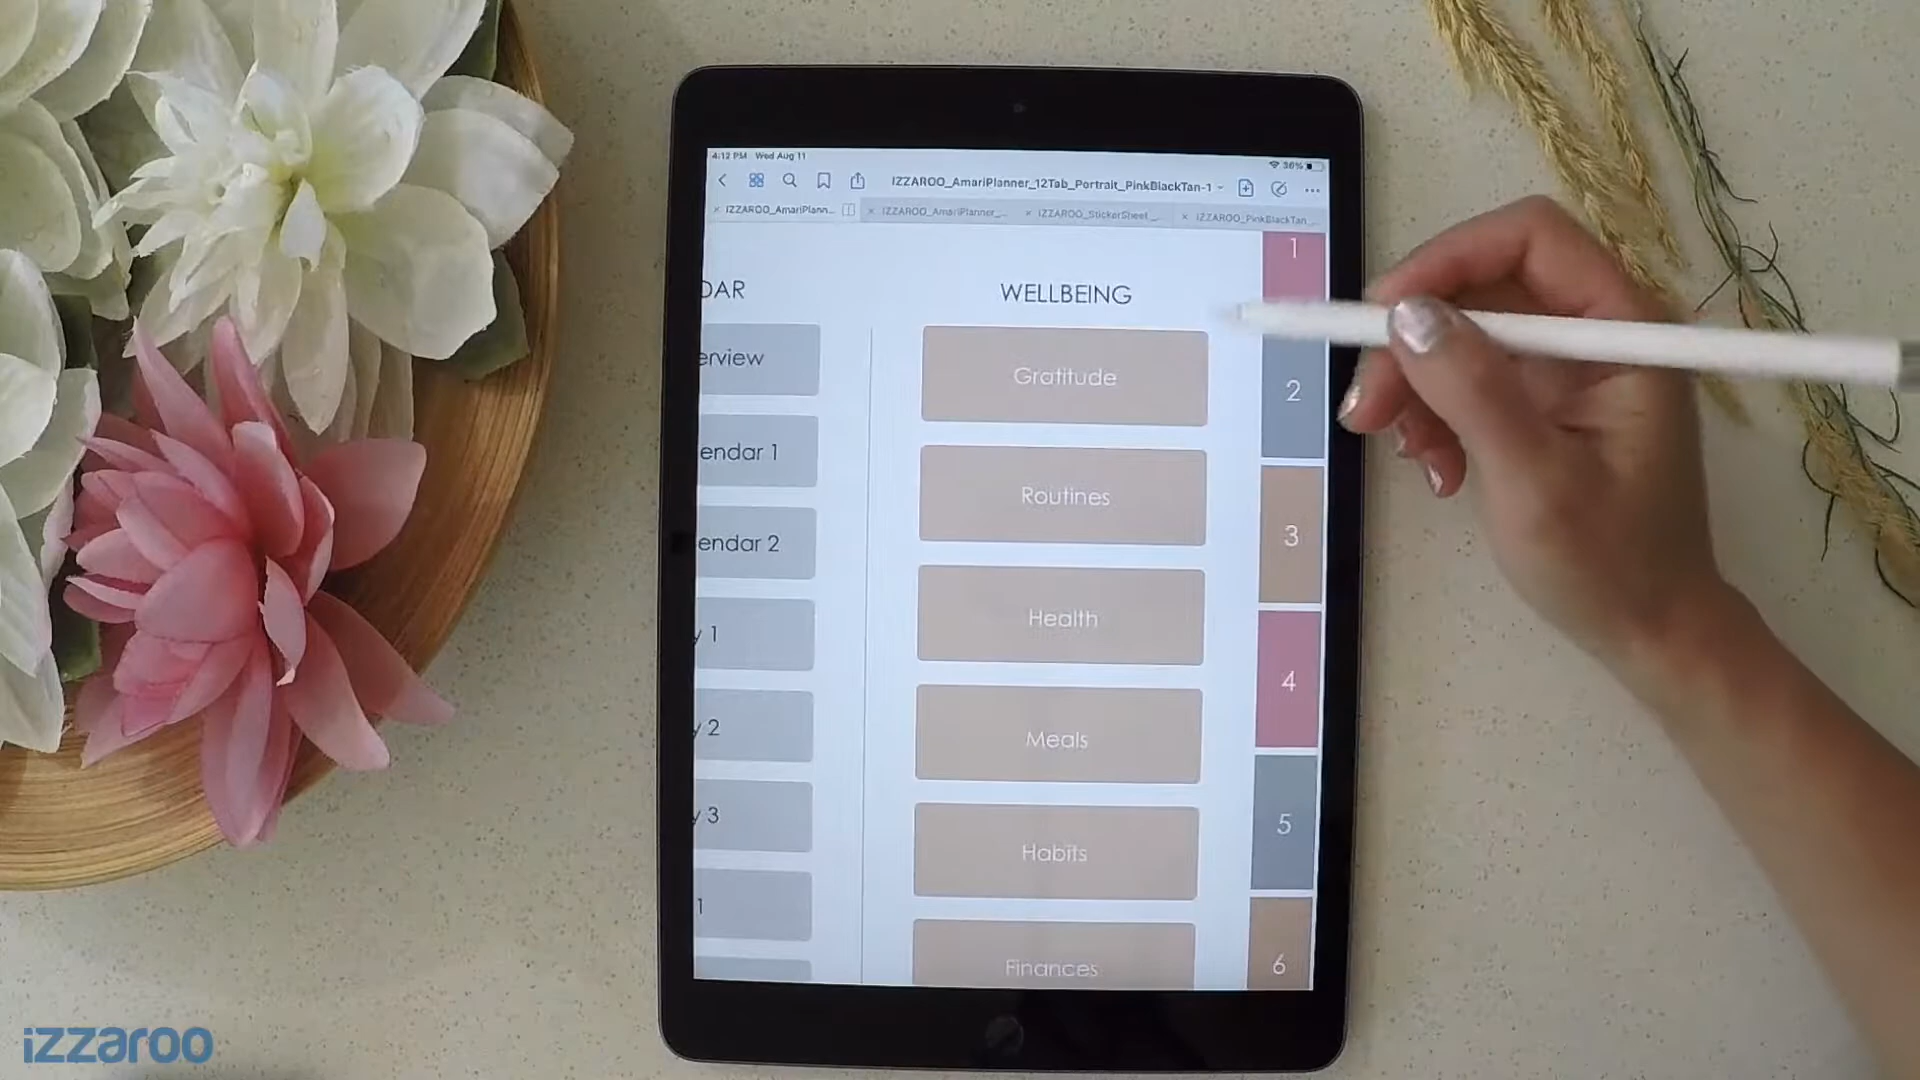 4:12 PM Wed Aug 11
36%
IZZAROO_AmariPlanner_12Tab_Portrait_PinkBlackTan-1
IZZAROO_AmariPlann...
IZZAROO_AmariPlanner_...
IZZAROO_StickerSheet_...
IZZAROO_PinkBlackTan_...
DAR
erview
endar 1
endar 2
y 1
y 2
y 3
1
WELLBEING
Gratitude
Routines
Health
Meals
Habits
Finances
1
2
3
4
5
6
izzaroo